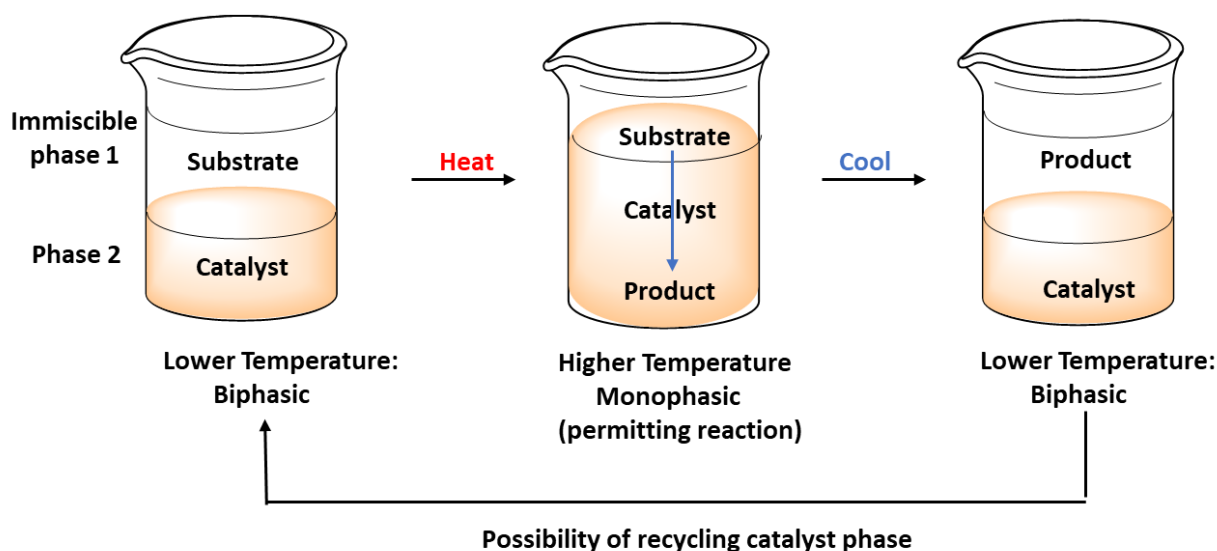 Immiscible
phase 1
Phase 2
Substrate
Catalyst
Lower Temperature:
Biphasic
Heat
Substrate
Catalyst
Product
Higher Temperature
Monophasic
(permitting reaction)
Cool
Product
Catalyst
Lower Temperature:
Biphasic
Possibility of recycling catalyst phase